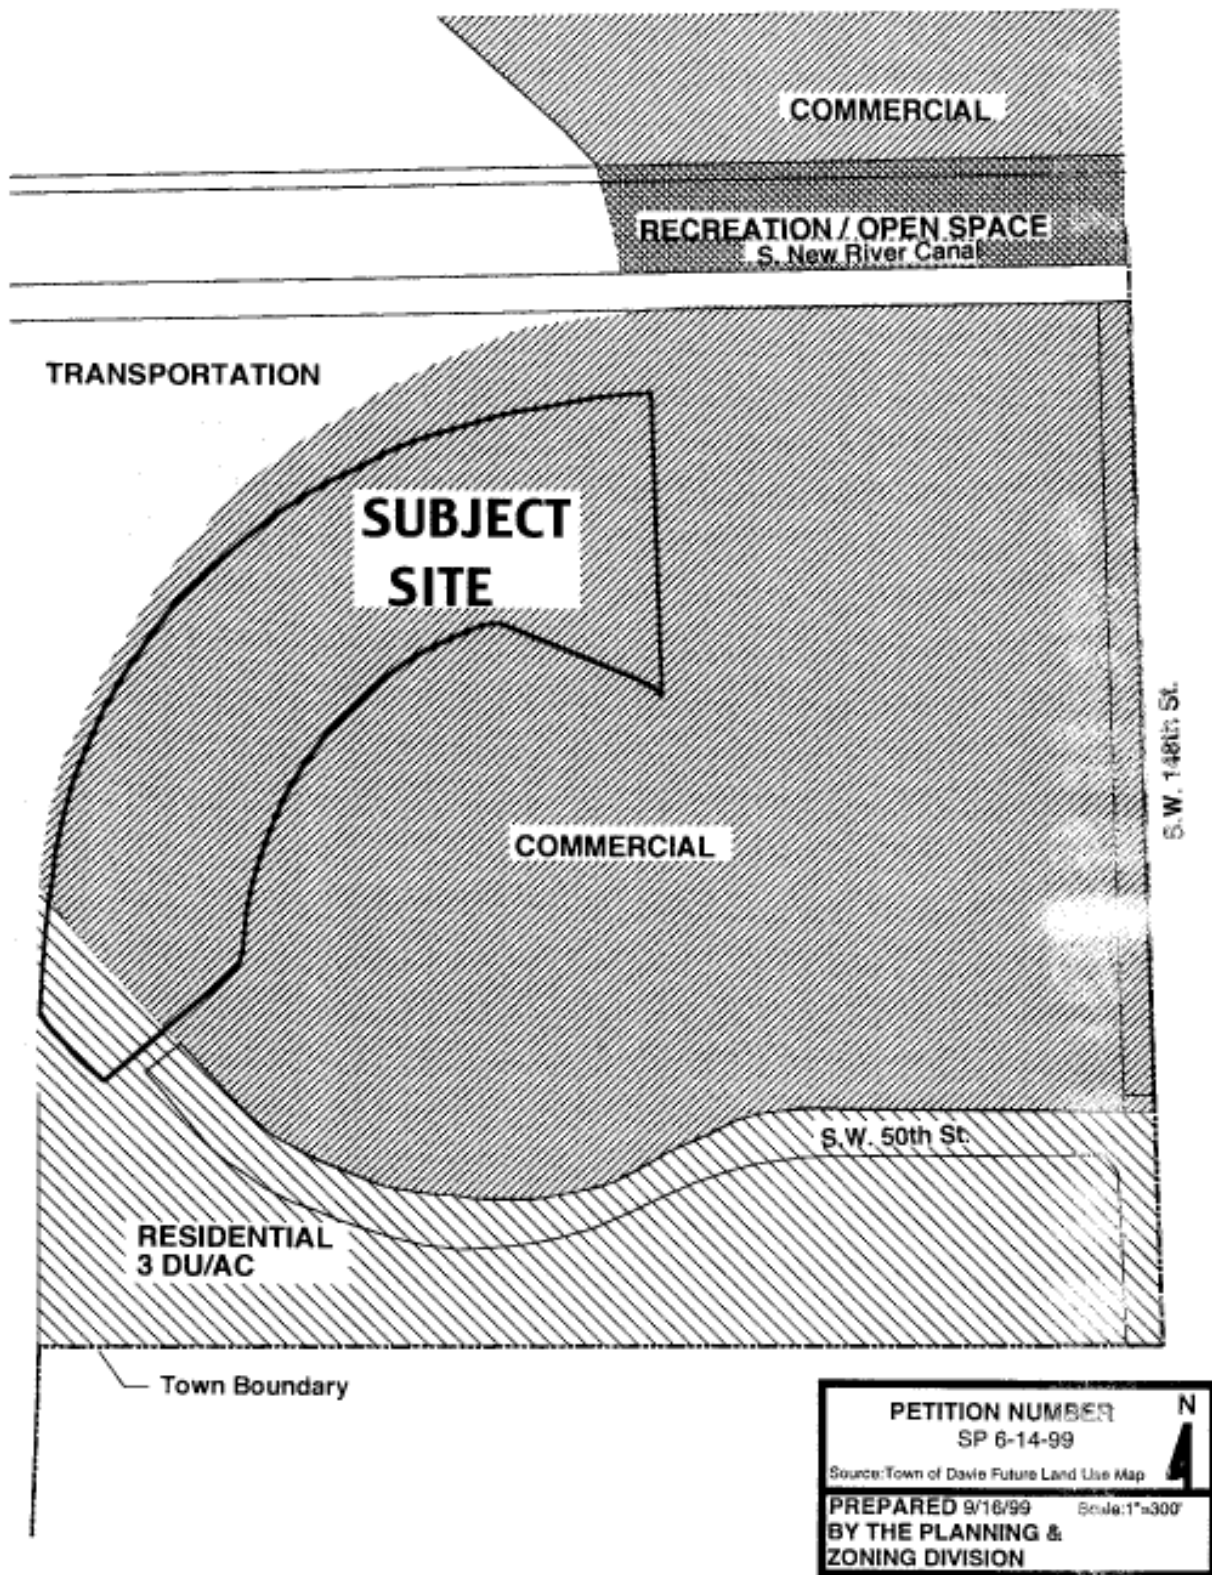 COMMERCIAL
RECREATION / OPEN SPACE
S. New River Canal
TRANSPORTATION
SUBJECT
SITE
S.W. 148th St.
COMMERCIAL
S.W. 50th St.
RESIDENTIAL
3 DU/AC
Town Boundary
PETITION NUMBER
N
SP 6-14-99
Source:Town of Davie Future Land Use Map
PREPARED 9/16/99 Scale:1"=300'
BY THE PLANNING &
ZONING DIVISION